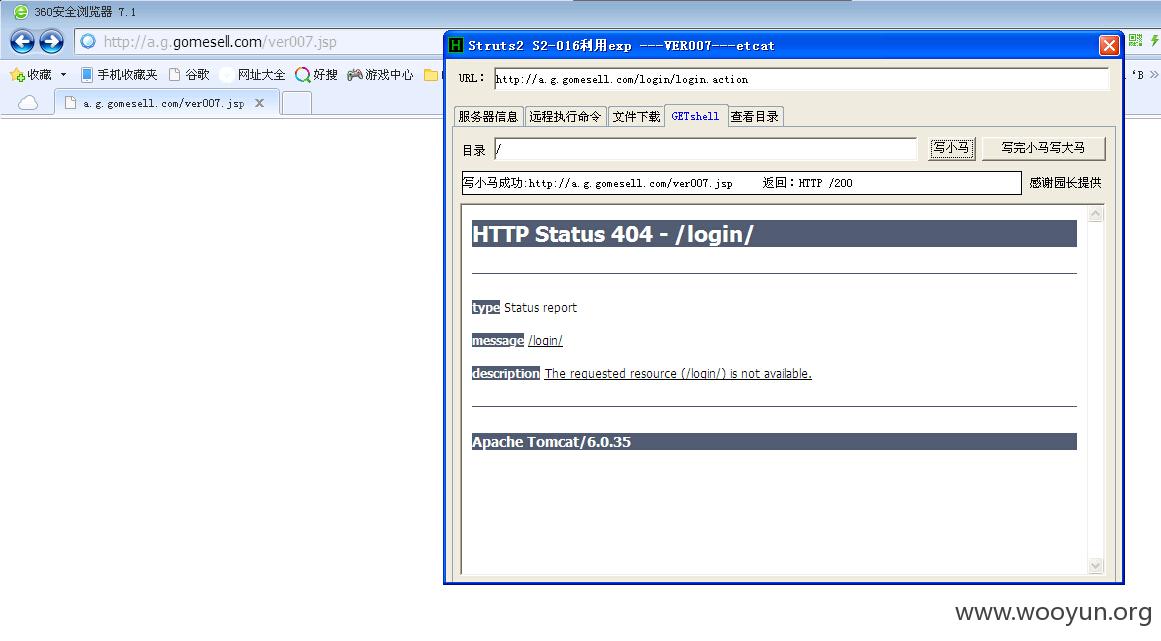 360安全浏览器 7.1
http://a.g.gomesell.com/ver007.jsp
收藏 手机收藏夹 谷歌 网址大全 好搜 游戏中心
a.g.gomesell.com/ver007.jsp
Struts2 S2-016利用exp ---VER007---etcat
URL: http://a.g.gomesell.com/login/login.action
服务器信息 远程执行命令 文件下载 GETshell 查看目录
目录 / 写小马 写完小马写大马
写小马成功:http://a.g.gomesell.com/ver007.jsp 返回:HTTP /200 感谢园长提供
HTTP Status 404 - /login/
type Status report
message /login/
description The requested resource (/login/) is not available.
Apache Tomcat/6.0.35
www.wooyun.org